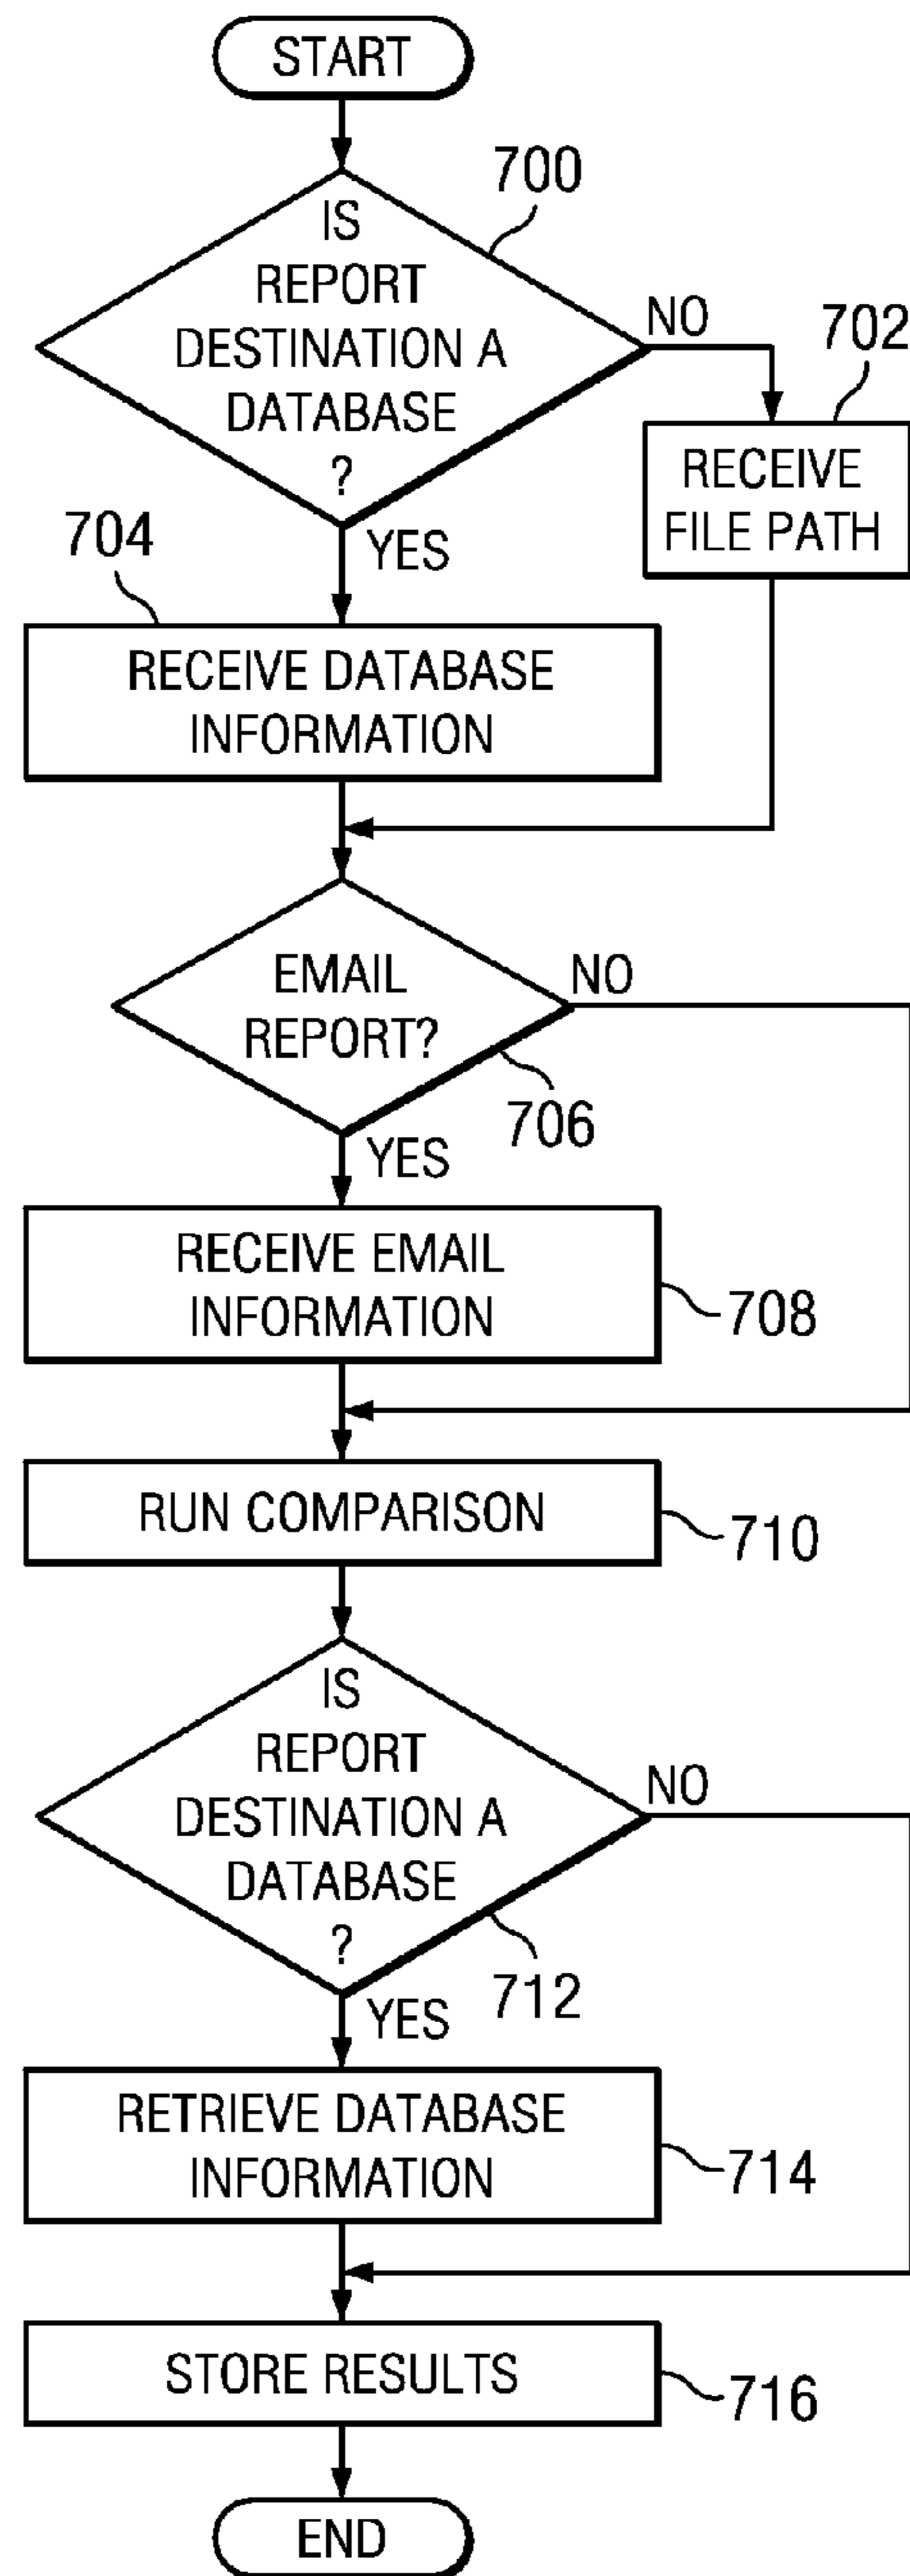 START
700
IS
REPORT
DESTINATION A
DATABASE
?
NO
702
RECEIVE
FILE PATH
YES
704
RECEIVE DATABASE
INFORMATION
EMAIL
REPORT?
NO
706
YES
RECEIVE EMAIL
INFORMATION
708
RUN COMPARISON
710
IS
REPORT
DESTINATION A
DATABASE
?
NO
712
YES
RETRIEVE DATABASE
INFORMATION
714
STORE RESULTS
716
END